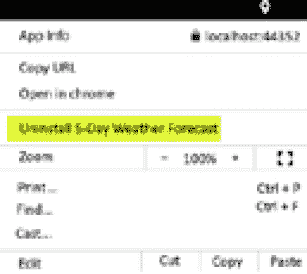 App info localhost:44352
Copy URL
Open in chrome
Uninstall 5-Day Weather Forecast
Zoom - 100% +
Print... Ctrl + P
Find... Ctrl + F
Cast...
Edit Cut Copy Paste